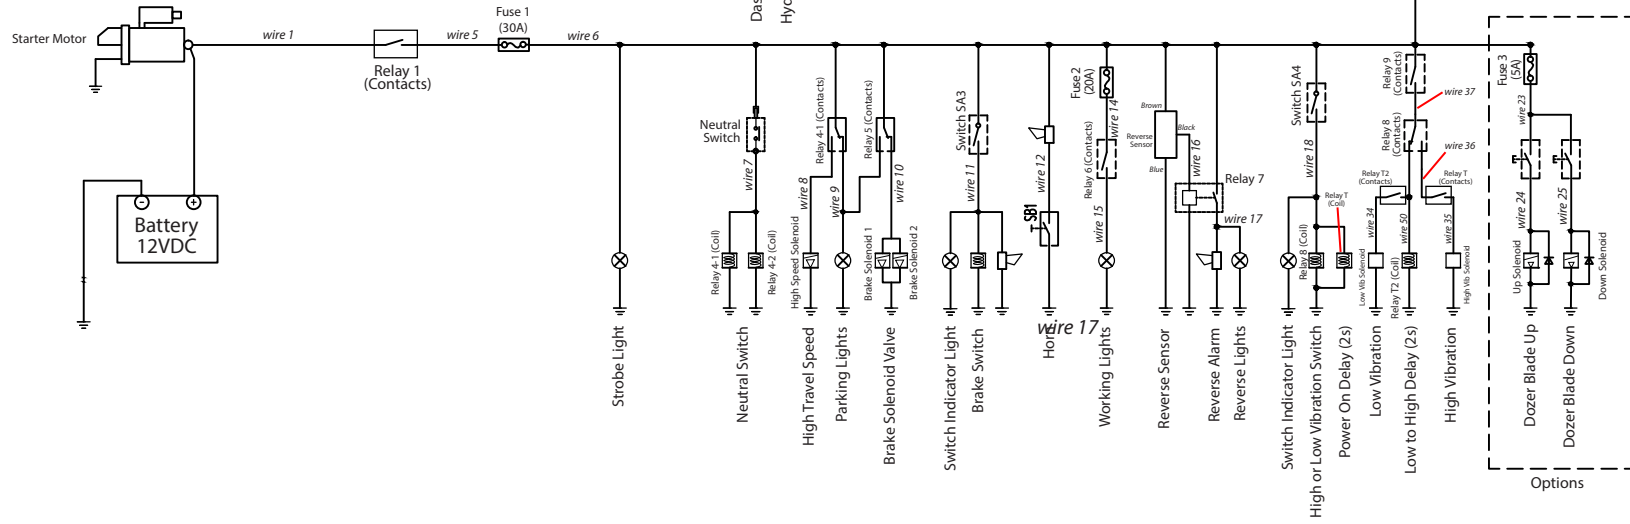 Das
Hyd
Starter Motor
wire 1
Relay 1
(Contacts)
wire 5
Fuse 1
(30A)
wire 6
Battery
12VDC
Strobe Light
Neutral
Switch
wire 7
Relay 4-1 (Coil)
Relay 4-2 (Coil)
Neutral Switch
Relay 4-1 (Contacts)
wire 8
wire 9
High Speed Solenoid
High Travel Speed
Parking Lights
Relay 5 (Contacts)
wire 10
Brake Solenoid 1
Brake Solenoid 2
Brake Solenoid Valve
Switch SA3
wire 11
Switch Indicator Light
Brake Switch
wire 12
SB1
Horn
wire 17
Fuse 2
(20A)
wire 14
Relay 6 (Contacts)
wire 15
Working Lights
Brown
Reverse
Sensor
Black
Blue
wire 16
Relay 7
wire 17
Reverse Sensor
Reverse Alarm
Reverse Lights
Switch SA4
wire 18
Relay T
(Coil)
Relay 8 (Coil)
Switch Indicator Light
High or Low Vibration Switch
Power On Delay (2s)
Relay 9
(Contacts)
wire 37
Relay 8
(Contacts)
wire 36
Relay T2
(Contacts)
Relay T
(Contacts)
wire 34
wire 50
wire 35
Low Vib Solenoid
Relay T2 (Coil)
High Vib Solenoid
Low Vibration
Low to High Delay (2s)
High Vibration
Fuse 3
(5A)
wire 23
wire 24
wire 25
Up Solenoid
Down Solenoid
Dozer Blade Up
Dozer Blade Down
Options